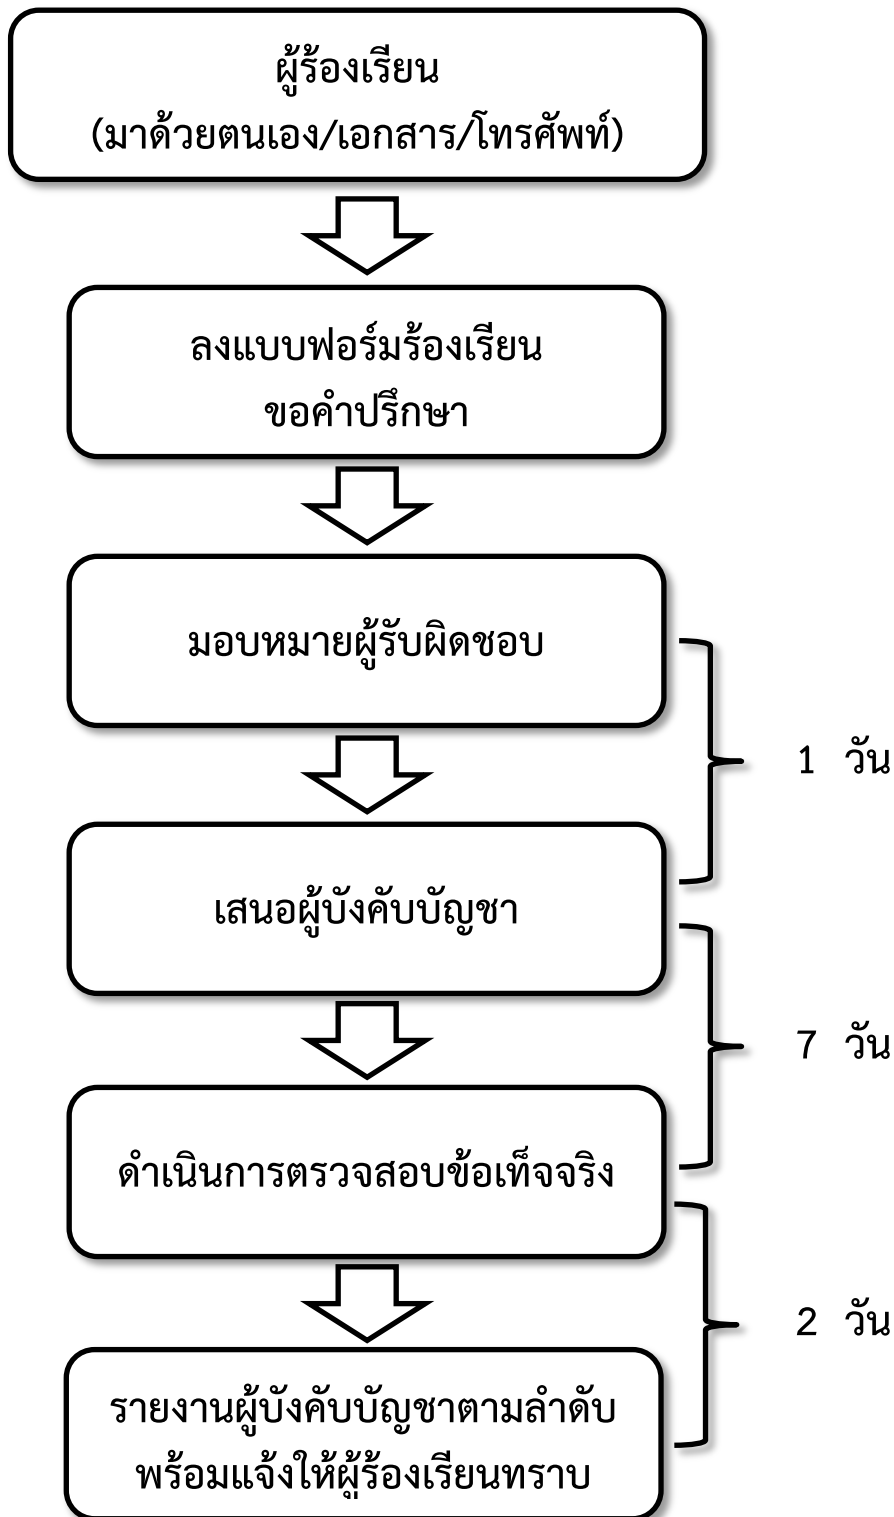 ผู้ร้องเรียน
(มาด้วยตนเอง/เอกสาร/โทรศัพท์)
ลงแบบฟอร์มร้องเรียน
ขอคำปรึกษา
มอบหมายผู้รับผิดชอบ
1 วัน
เสนอผู้บังคับบัญชา
7 วัน
ดำเนินการตรวจสอบข้อเท็จจริง
2 วัน
รายงานผู้บังคับบัญชาตามลำดับ
พร้อมแจ้งให้ผู้ร้องเรียนทราบ